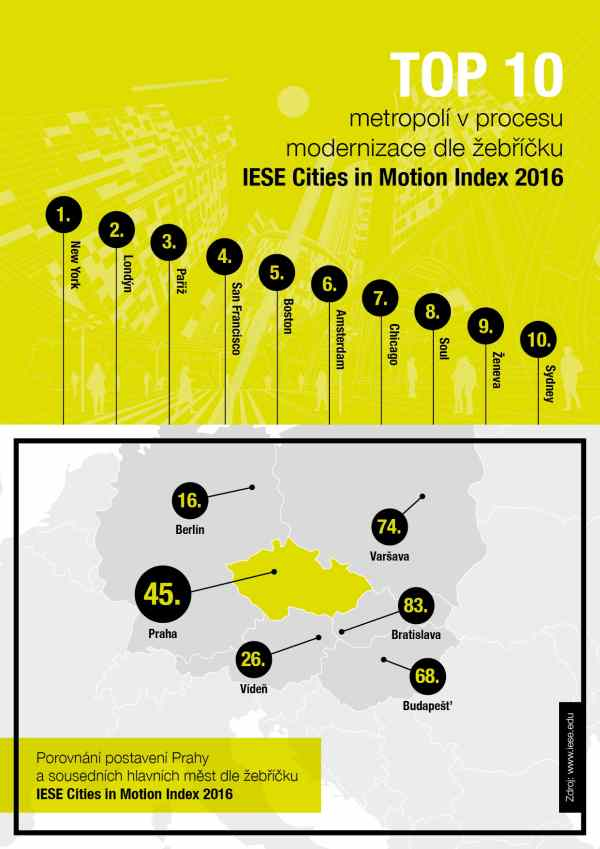 TOP 10
metropolí v procesu
modernizace dle žebříčku
IESE Cities in Motion Index 2016
1.
New York
2.
Londýn
3.
Paříž
4.
San Francisco
5.
Boston
6.
Amsterdam
7.
Chicago
8.
Soul
9.
Ženeva
10.
Sydney
16.
Berlín
74.
Varšava
45.
Praha
83.
Bratislava
26.
Vídeň
68.
Budapešt'
Porovnání postavení Prahy
a sousedních hlavních měst dle žebříčku
IESE Cities in Motion Index 2016
Zdroj: www.iese.edu